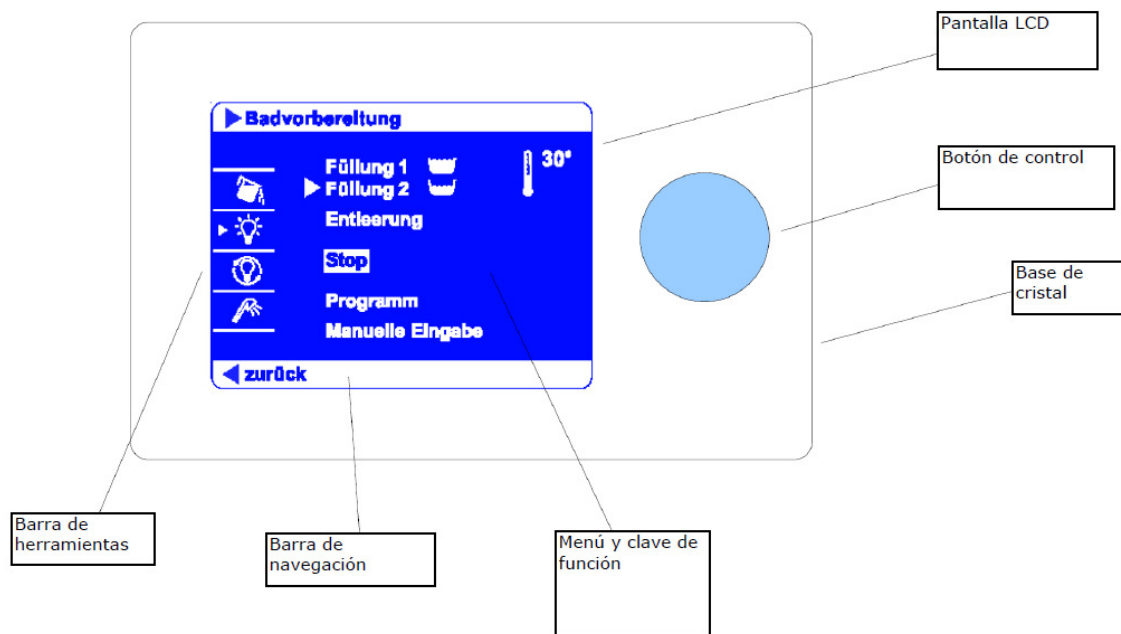 Pantalla LCD
Botón de control
Base de
cristal
Badvorbereitung
Füllung 1
30°
Füllung 2
Entleerung
Stop
Programm
Manuelle Eingabe
zurück
Barra de
herramientas
Barra de
navegación
Menú y clave de
función